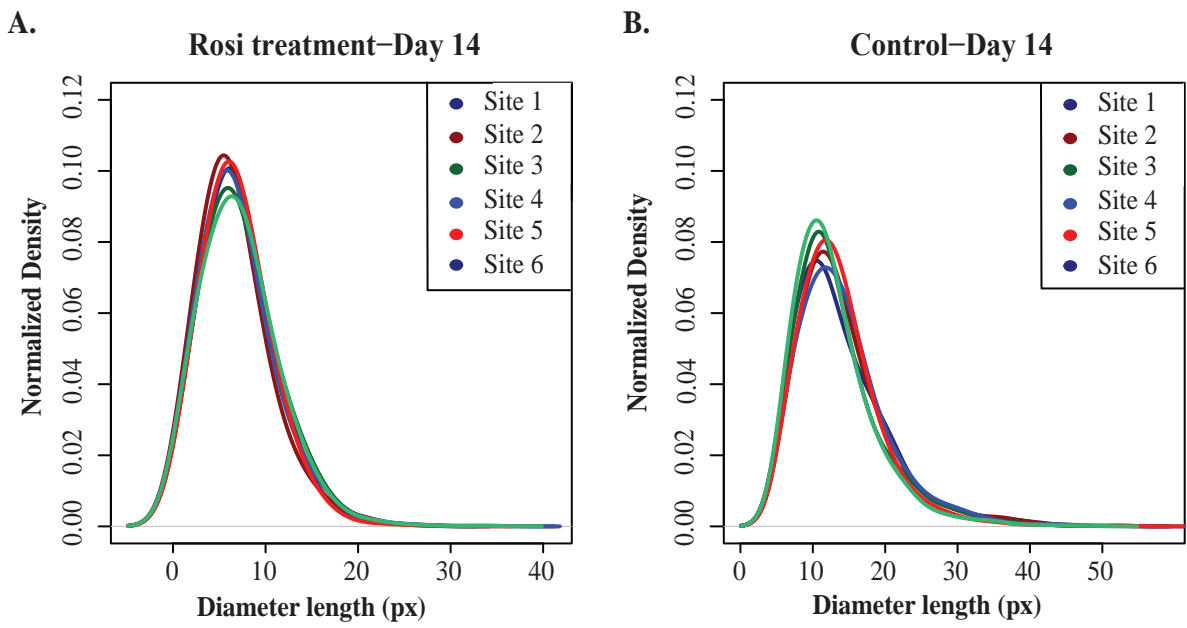 A.
Rosi treatment–Day 14
Normalized Density
0.12
0.10
0.08
0.06
0.04
0.02
0.00
Site 1
Site 2
Site 3
Site 4
Site 5
Site 6
0 10 20 30 40
Diameter length (px)
B.
Control–Day 14
Normalized Density
0.12
0.10
0.08
0.06
0.04
0.02
0.00
Site 1
Site 2
Site 3
Site 4
Site 5
Site 6
0 10 20 30 40 50
Diameter length (px)